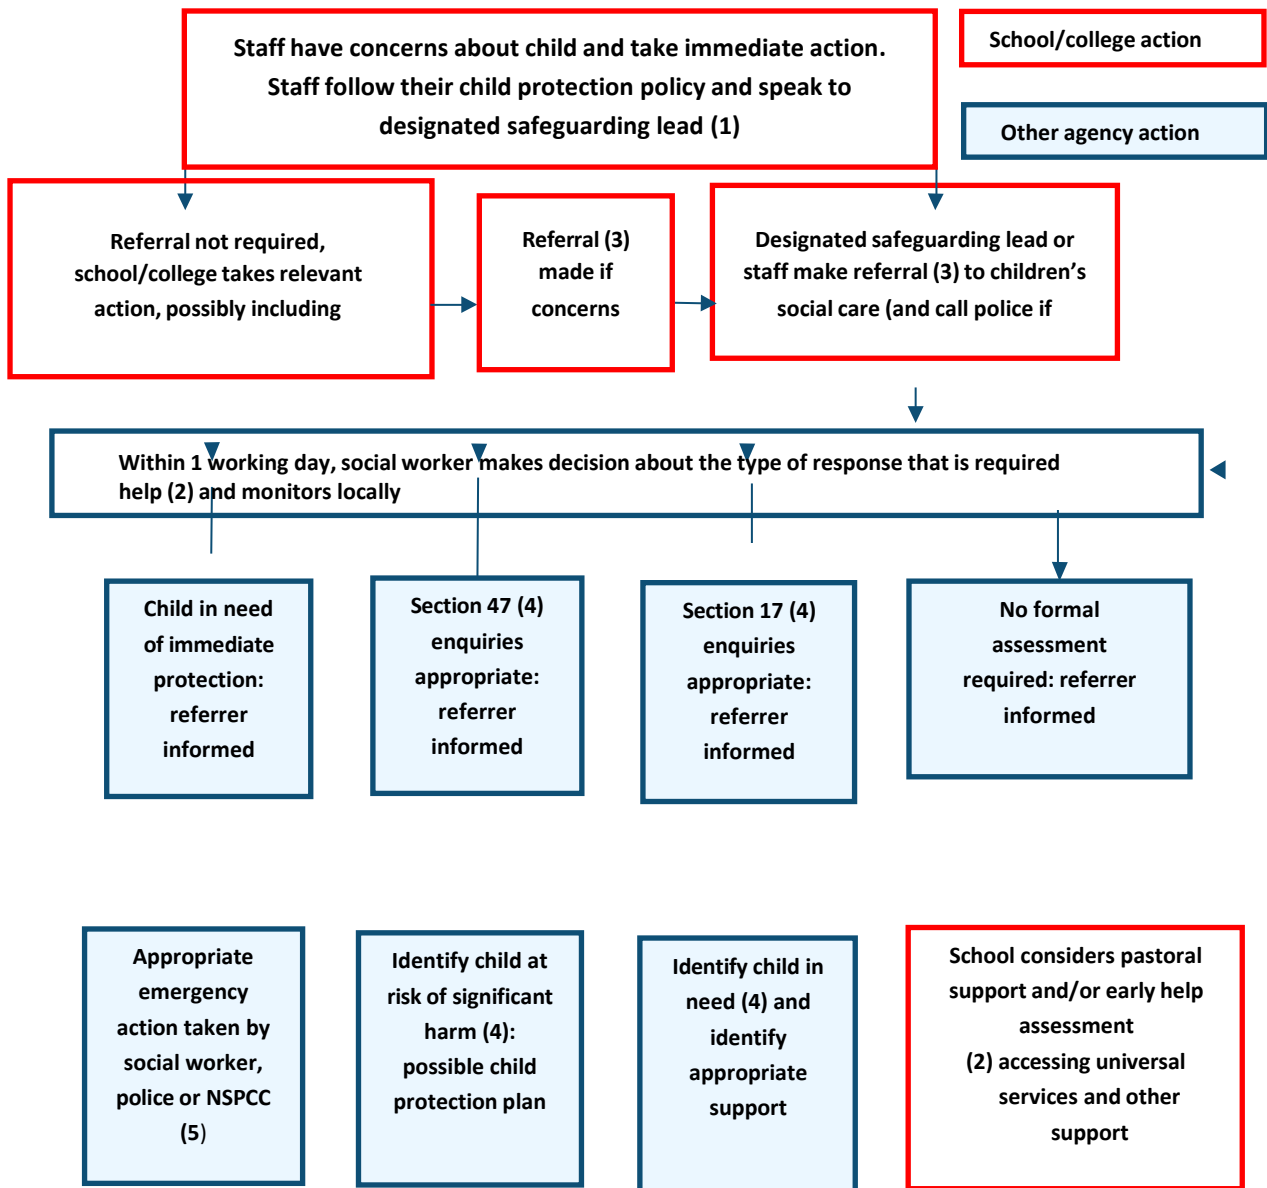 Staff have concerns about child and take immediate action.
Staff follow their child protection policy and speak to
designated safeguarding lead (1)
School/college action
Other agency action
Referral not required,
school/college takes relevant
action, possibly including
Referral (3)
made if
concerns
Designated safeguarding lead or
staff make referral (3) to children’s
social care (and call police if
Within 1 working day, social worker makes decision about the type of response that is required
help (2) and monitors locally
Child in need
of immediate
protection:
referrer
informed
Section 47 (4)
enquiries
appropriate:
referrer
informed
Section 17 (4)
enquiries
appropriate:
referrer
informed
No formal
assessment
required: referrer
informed
Appropriate
emergency
action taken by
social worker,
police or NSPCC
(5)
Identify child at
risk of significant
harm (4):
possible child
protection plan
Identify child in
need (4) and
identify
appropriate
support
School considers pastoral
support and/or early help
assessment
(2) accessing universal
services and other
support